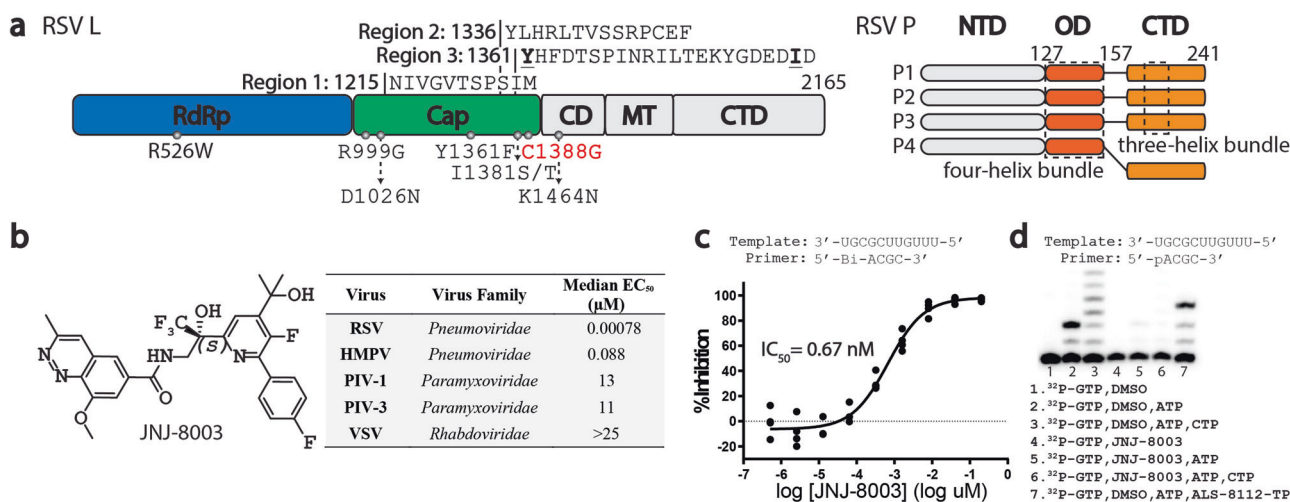 a RSV L
Region 2: 1336 YLHRLTVSSRPCEF
Region 3: 1361 YHFDTSPINRILTEKYGDEDID
Region 1: 1215 NIVGVTSPSIM
2165
RdRp Cap CD MT CTD
R526W R999G Y1361F C1388G
I1381S/T
D1026N K1464N
RSV P NTD OD CTD
127 157 241
P1
P2
P3
P4
three-helix bundle
four-helix bundle
b
F₃C OH (S) OH F N HN O N N O F
JNJ-8003
Virus Virus Family Median EC₅₀ (µM)
RSV Pneumoviridae 0.00078
HMPV Pneumoviridae 0.088
PIV-1 Paramyxoviridae 13
PIV-3 Paramyxoviridae 11
VSV Rhabdoviridae >25
c
Template: 3’-UGCGCUUGUUU-5’
Primer: 5’-Bi-ACGC-3’
%Inhibition
100
80
60
40
20
0
-20
IC₅₀= 0.67 nM
-7 -6 -5 -4 -3 -2 -1 0
log [JNJ-8003] (log uM)
d
Template: 3’-UGCGCUUGUUU-5’
Primer: 5’-pACGC-3’
1 2 3 4 5 6 7
1.³²P-GTP,DMSO
2.³²P-GTP,DMSO,ATP
3.³²P-GTP,DMSO,ATP,CTP
4.³²P-GTP,JNJ-8003
5.³²P-GTP,JNJ-8003,ATP
6.³²P-GTP,JNJ-8003,ATP,CTP
7.³²P-GTP,DMSO,ATP,ALS-8112-TP